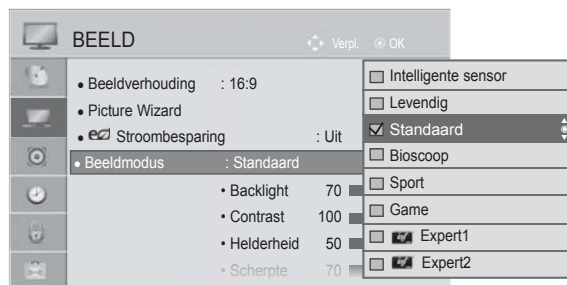 BEELD
Verpl. OK
• Beeldverhouding : 16:9
• Picture Wizard
• Stroombesparing : Uit
• Beeldmodus : Standaard
• Backlight 70
• Contrast 100
• Helderheid 50
• Scherpte 70
Intelligente sensor
Levendig
Standaard
Bioscoop
Sport
Game
Expert1
Expert2